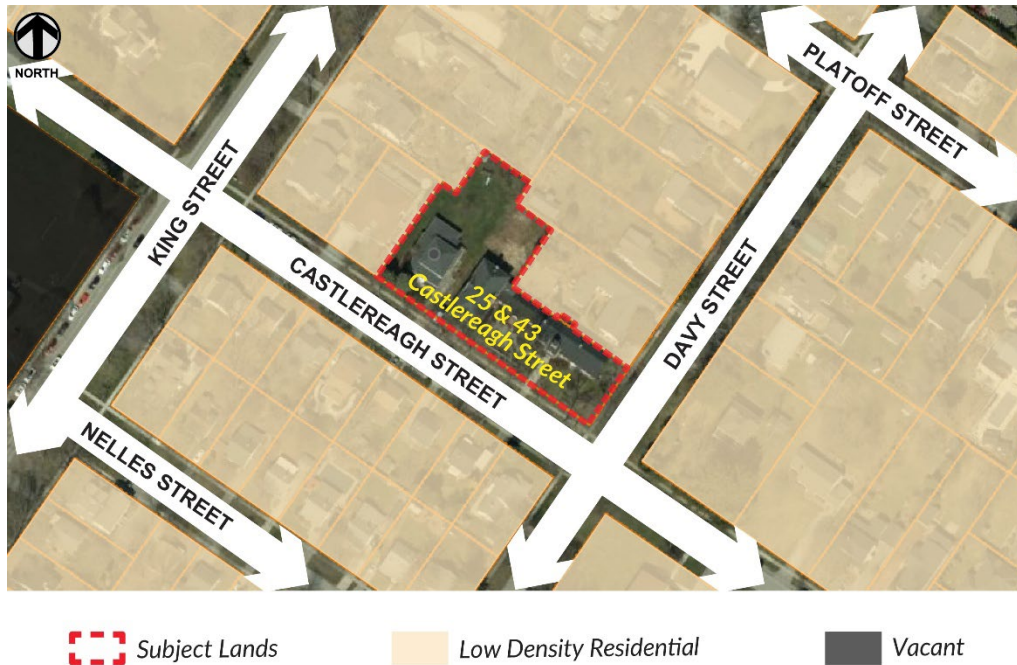 NORTH
PLATOFF STREET
KING STREET
CASTLEREAGH STREET
25 & 43
Castlereagh Street
DAVY STREET
NELLES STREET
Subject Lands
Low Density Residential
Vacant